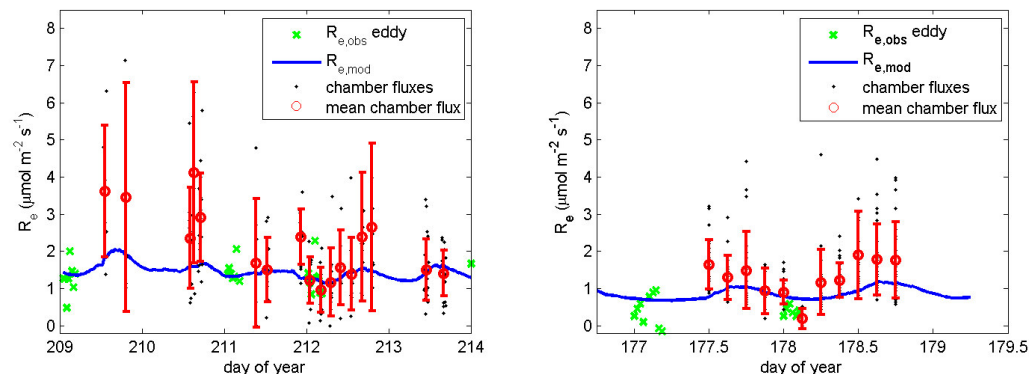 8
7
6
5
4
3
2
1
0
R_e (μmol m⁻² s⁻¹)
R_e,obs eddy
R_e,mod
chamber fluxes
mean chamber flux
209 210 211 212 213 214
day of year
8
7
6
5
4
3
2
1
0
R_e (μmol m⁻² s⁻¹)
R_e,obs eddy
R_e,mod
chamber fluxes
mean chamber flux
177 177.5 178 178.5 179 179.5
day of year